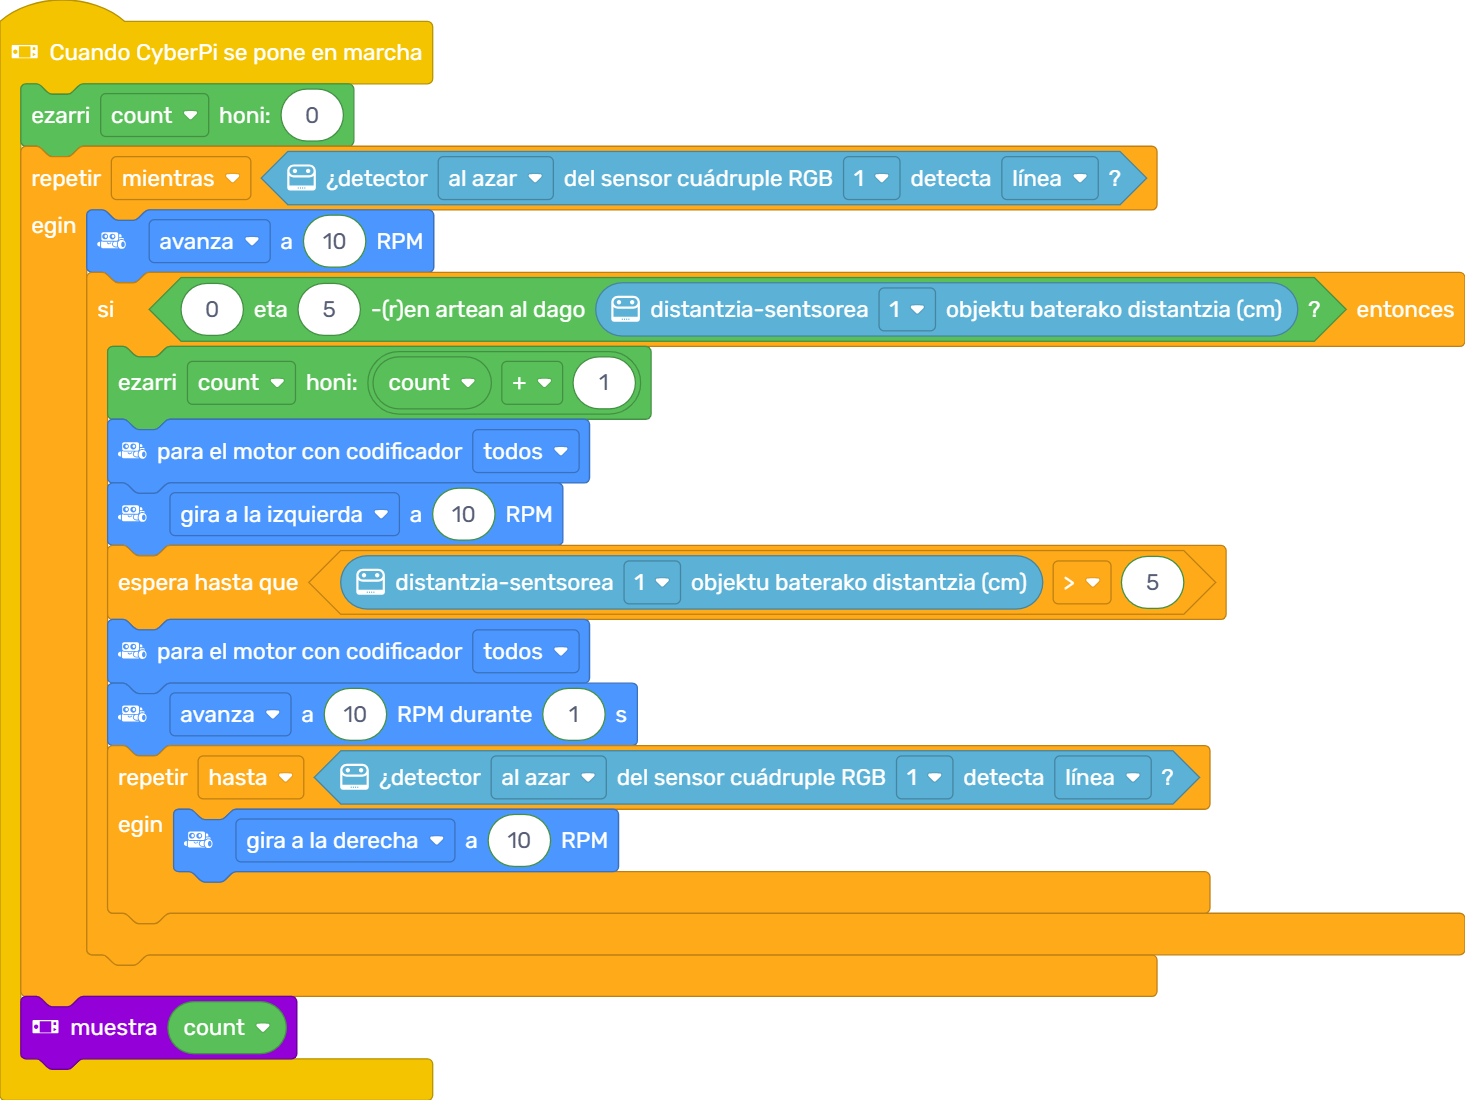 Cuando CyberPi se pone en marcha
ezarri count honi: 0
repetir mientras ¿detector al azar del sensor cuádruple RGB 1 detecta línea ?
egin
avanza a 10 RPM
si 0 eta 5 -(r)en artean al dago distantzia-sentsorea 1 objektu baterako distantzia (cm) ? entonces
ezarri count honi: count + 1
para el motor con codificador todos
gira a la izquierda a 10 RPM
espera hasta que distantzia-sentsorea 1 objektu baterako distantzia (cm) > 5
para el motor con codificador todos
avanza a 10 RPM durante 1 s
repetir hasta ¿detector al azar del sensor cuádruple RGB 1 detecta línea ?
egin
gira a la derecha a 10 RPM
muestra count